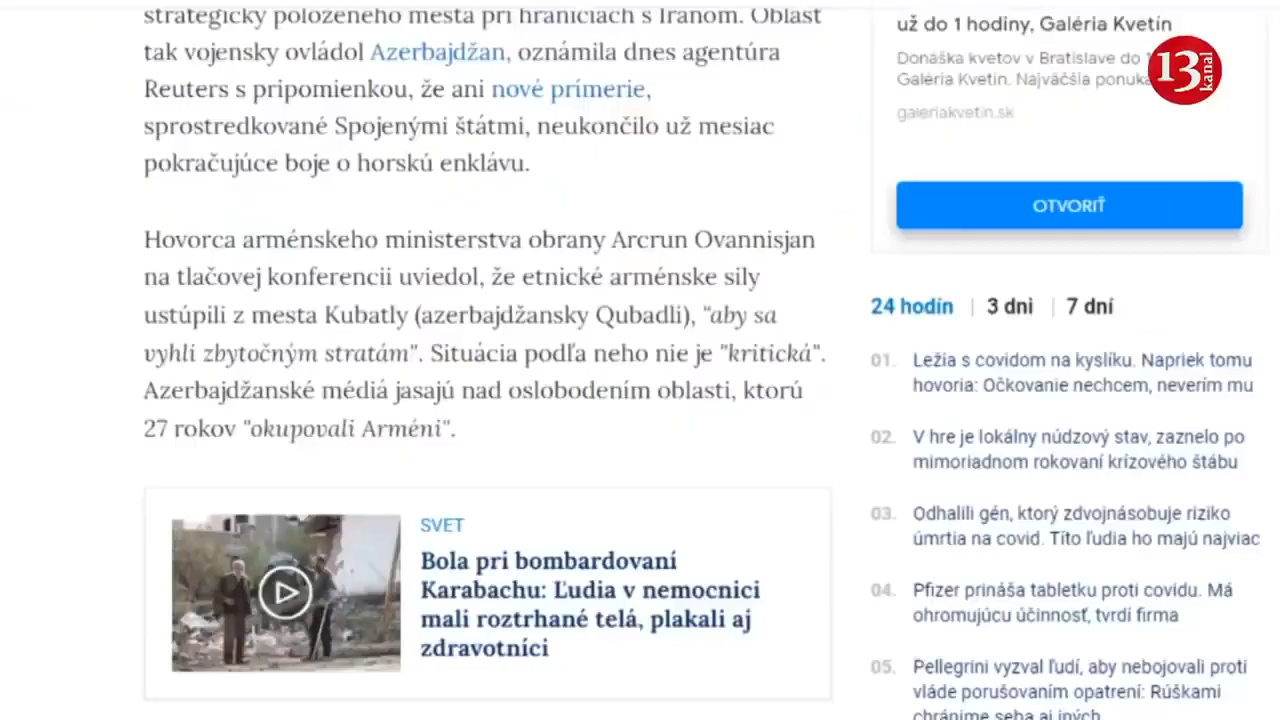 strategicky položeného mesta pri hraniciach s Iránom. Oblasť
tak vojensky ovládol Azerbajdžan, oznámila dnes agentúra
Reuters s pripomienkou, že ani nové prímerie,
sprostredkované Spojenými štátmi, neukončilo už mesiac
pokračujúce boje o horskú enklávu.
Hovorca arménskeho ministerstva obrany Arcrun Ovannisjan
na tlačovej konferencii uviedol, že etnické arménske sily
ustúpili z mesta Kubatly (azerbajdžansky Qubadli), "aby sa
vyhli zbytočným stratám". Situácia podľa neho nie je "kritická".
Azerbajdžanské médiá jasajú nad oslobodením oblasti, ktorú
27 rokov "okupovali Arméni".
SVET
Bola pri bombardovaní
Karabachu: Ľudia v nemocnici
mali roztrhané telá, plakali aj
zdravotníci
už do 1 hodiny, Galéria Kvetín
Donáška kvetov v Bratislave do
Galéria Kvetín. Najväčšia
galeriakvetin.sk
13 kanal
OTVORIŤ
24 hodín | 3 dni | 7 dní
01. Ležia s covidom na kyslíku. Napriek tomu
hovoria: Očkovanie nechcem, neverím mu
02. V hre je lokálny núdzový stav, zaznelo po
mimoriadnom rokovaní krízového štábu
03. Odhalili gén, ktorý zdvojnásobuje riziko
úmrtia na covid. Títo ľudia ho majú najviac
04. Pfizer prináša tabletku proti covidu. Má
ohromujúcu účinnosť, tvrdí firma
05. Pellegrini vyzval ľudí, aby nebojovali proti
vláde porušovaním opatrení: Rúškami
chránime seba aj iných